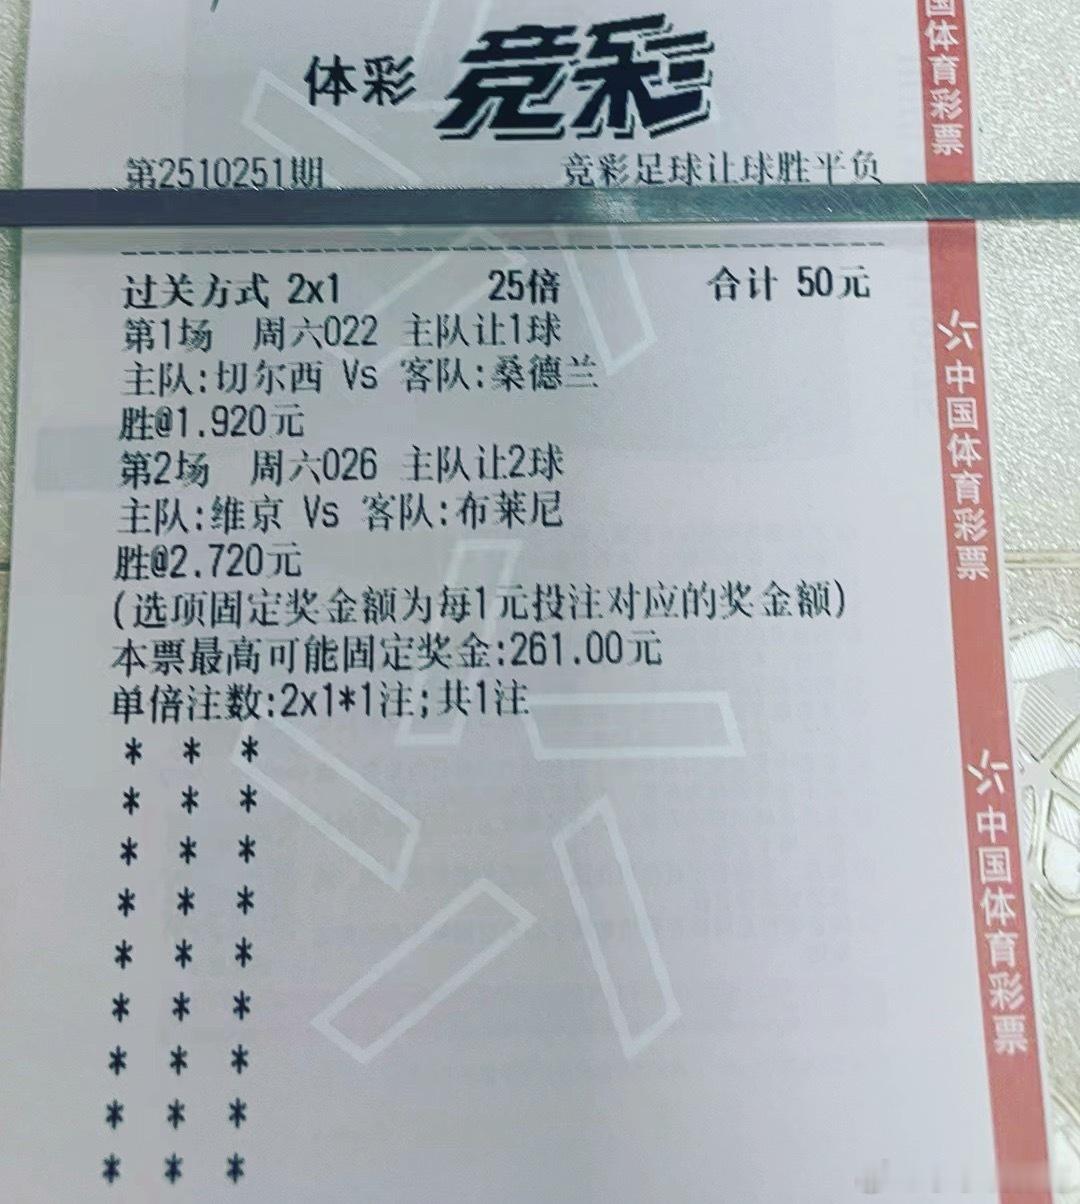 体彩 竞彩
第2510251期 竞彩足球让球胜平负
过关方式 2x1 25倍 合计 50元
第1场 周六022 主队让1球
主队:切尔西 Vs 客队:桑德兰
胜@1.920元
第2场 周六026 主队让2球
主队:维京 Vs 客队:布莱尼
胜@2.720元
(选项固定奖金额为每1元投注对应的奖金额)
本票最高可能固定奖金:261.00元
单倍注数:2x1*1注;共1注
* * *
* * *
* * *
* * *
* * *
* * *
* * *
* * *
* * *
国体育彩票
中国体育彩票
中国体育彩票